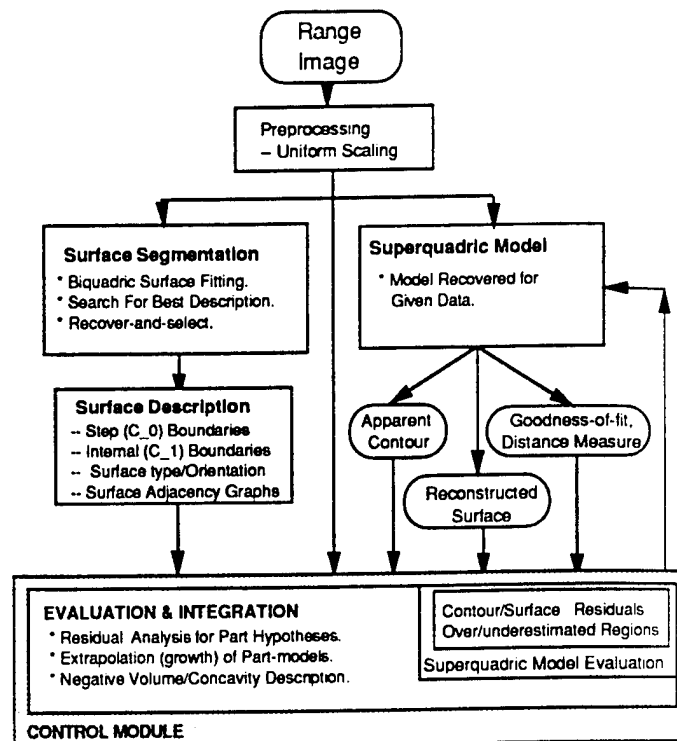 Range
Image
Preprocessing
– Uniform Scaling
Surface Segmentation
* Biquadric Surface Fitting.
* Search For Best Description.
* Recover-and-select.
Superquadric Model
* Model Recovered for
Given Data.
Surface Description
-- Step (C_0) Boundaries
-- Internal (C_1) Boundaries
-- Surface type/Orientation
-- Surface Adjacency Graphs
Apparent
Contour
Goodness-of-fit,
Distance Measure
Reconstructed
Surface
EVALUATION & INTEGRATION
* Residual Analysis for Part Hypotheses.
* Extrapolation (growth) of Part-models.
* Negative Volume/Concavity Description.
Contour/Surface Residuals
Over/underestimated Regions
Superquadric Model Evaluation
CONTROL MODULE